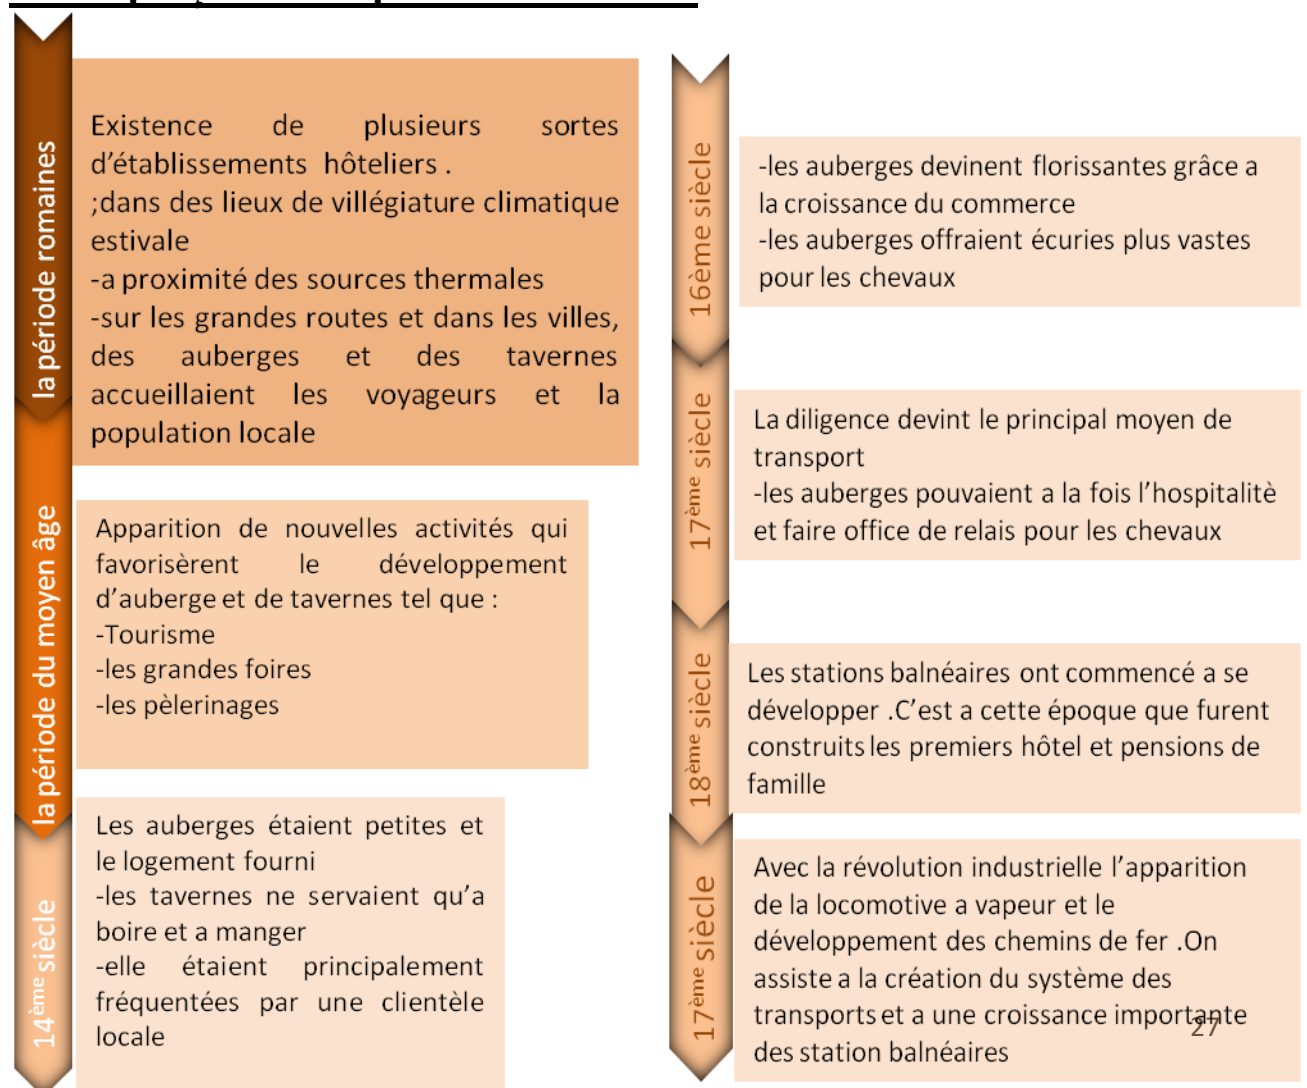 la période romaines
Existence de plusieurs sortes
d’établissements hôteliers .
;dans des lieux de villégiature climatique
estivale
-a proximité des sources thermales
-sur les grandes routes et dans les villes,
des auberges et des tavernes
accueillaient les voyageurs et la
population locale
la période du moyen âge
Apparition de nouvelles activités qui
favorisèrent le développement
d’auberge et de tavernes tel que :
-Tourisme
-les grandes foires
-les pèlerinages
14ème siècle
Les auberges étaient petites et
le logement fourni
-les tavernes ne servaient qu’a
boire et a manger
-elle étaient principalement
fréquentées par une clientèle
locale
16ème siècle
-les auberges devinent florissantes grâce a
la croissance du commerce
-les auberges offraient écuries plus vastes
pour les chevaux
17ème siècle
La diligence devint le principal moyen de
transport
-les auberges pouvaient a la fois l’hospitalitè
et faire office de relais pour les chevaux
18ème siècle
Les stations balnéaires ont commencé a se
développer .C’est a cette époque que furent
construits les premiers hôtel et pensions de
famille
17ème siècle
Avec la révolution industrielle l’apparition
de la locomotive a vapeur et le
développement des chemins de fer .On
assiste a la création du système des
transports et a une croissance importante
des station balnéaires
27